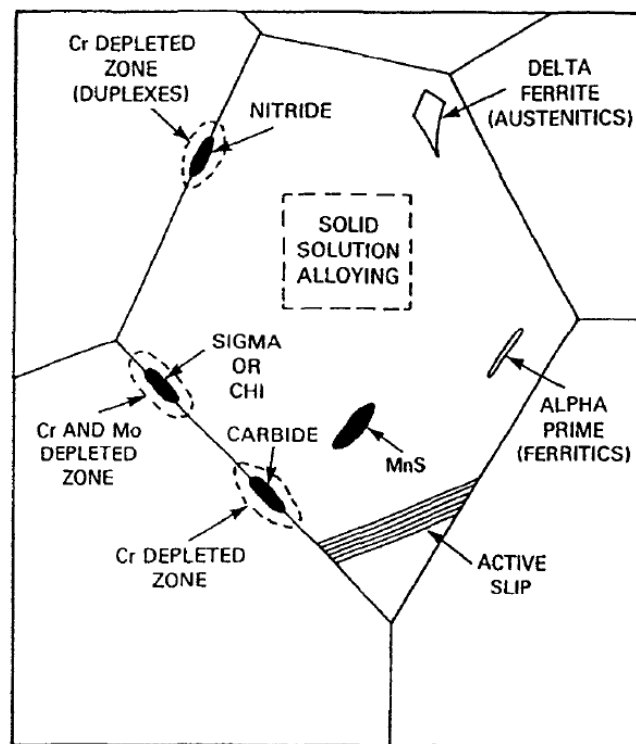 Cr DEPLETED
ZONE
(DUPLEXES)
NITRIDE
DELTA
FERRITE
(AUSTENITICS)
SOLID
SOLUTION
ALLOYING
SIGMA
OR
CHI
Cr AND Mo
DEPLETED
ZONE
CARBIDE
MnS
ALPHA
PRIME
(FERRITICS)
Cr DEPLETED
ZONE
ACTIVE
SLIP